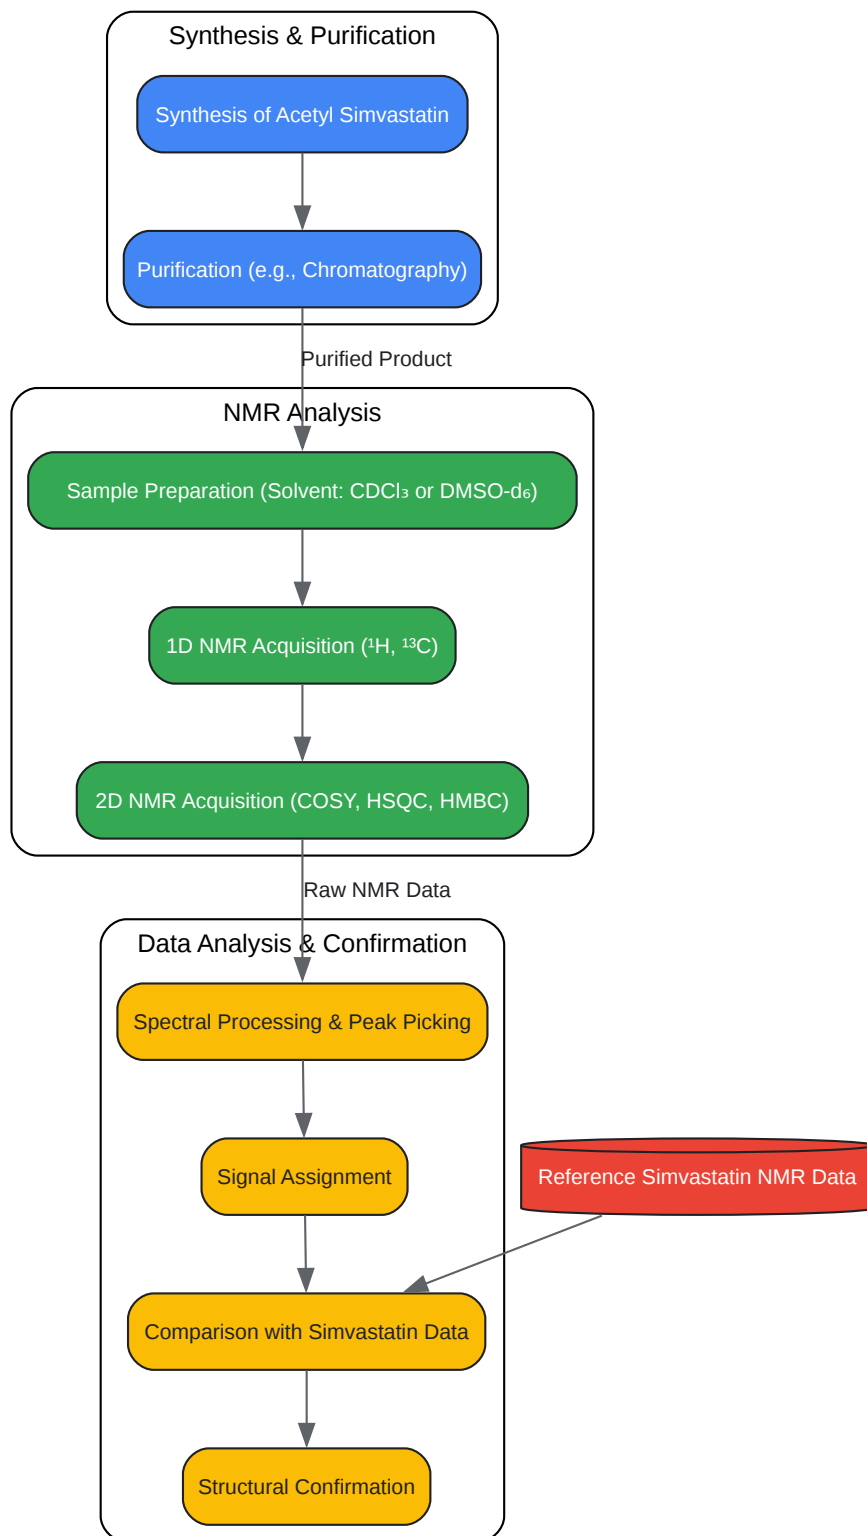 Synthesis & Purification
Synthesis of Acetyl Simvastatin
Purification (e.g., Chromatography)
Purified Product
NMR Analysis
Sample Preparation (Solvent: CDCl₃ or DMSO-d₆)
1D NMR Acquisition (¹H, ¹³C)
2D NMR Acquisition (COSY, HSQC, HMBC)
Raw NMR Data
Data Analysis & Confirmation
Spectral Processing & Peak Picking
Signal Assignment
Reference Simvastatin NMR Data
Comparison with Simvastatin Data
Structural Confirmation